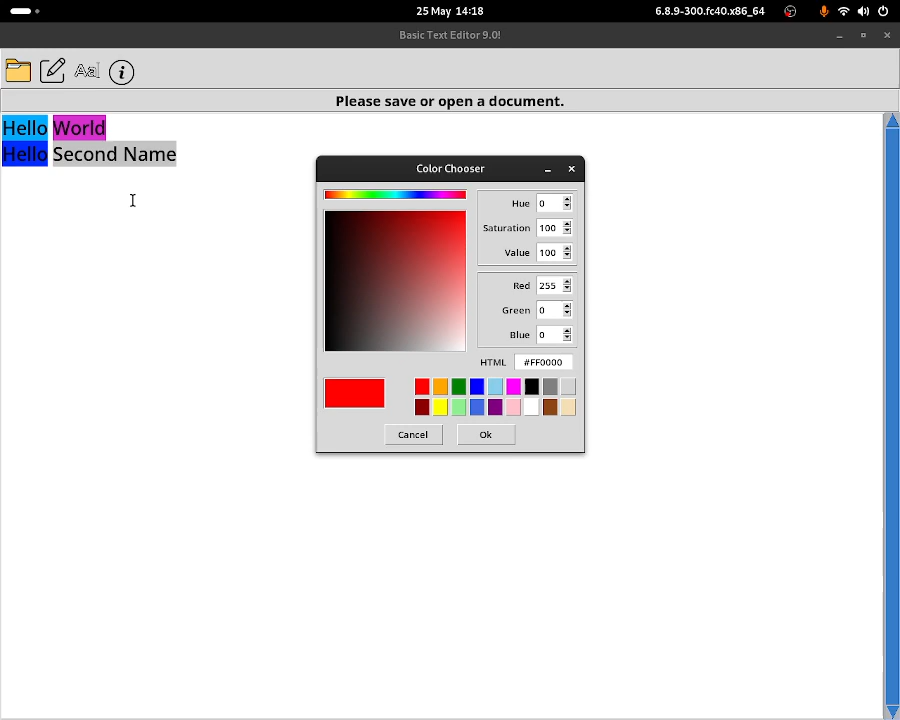 25 May 14:18
6.8.9-300.fc40.x86_64
Basic Text Editor 9.0!
Aa
Please save or open a document.
Hello World
Hello Second Name
Color Chooser
Hue 0
Saturation 100
Value 100
Red 255
Green 0
Blue 0
HTML #FF0000
Cancel Ok